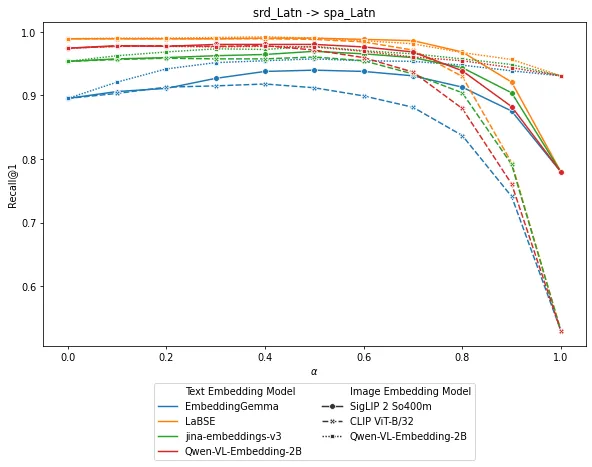 srd_Latn -> spa_Latn
Recall@1
1.0
0.9
0.8
0.7
0.6
0.0 0.2 0.4 0.6 0.8 1.0
α
Text Embedding Model Image Embedding Model
EmbeddingGemma SigLIP 2 So400m
LaBSE CLIP ViT-B/32
jina-embeddings-v3 Qwen-VL-Embedding-2B
Qwen-VL-Embedding-2B